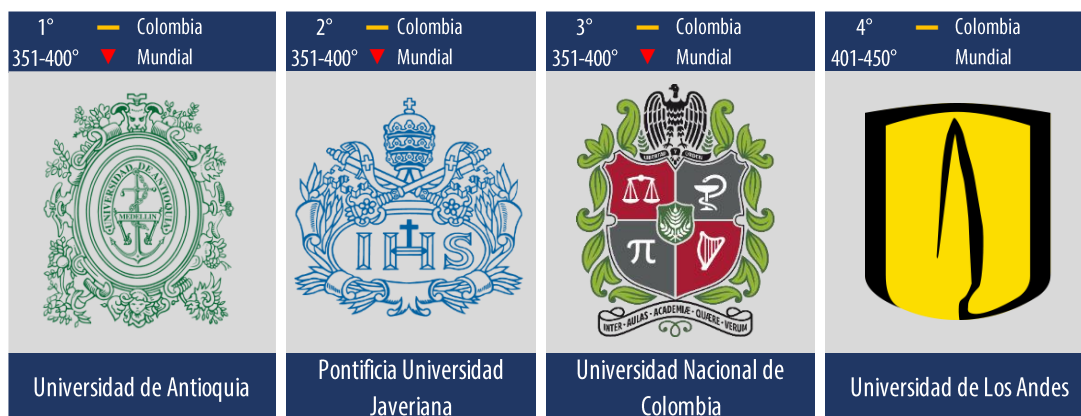 1° Colombia
351-400° Mundial
UNIVERSIDAD DE ANTIOQUIA
MEDELLIN
Universidad de Antioquia
2° Colombia
351-400° Mundial
IHS
Pontificia Universidad
Javeriana
3° Colombia
351-400° Mundial
LIBERTAD Y ORDEN
π
INTER · AULAS · ACADEMIÆ · QUÆRE · VERUM
Universidad Nacional de
Colombia
4° Colombia
401-450° Mundial
Universidad de Los Andes